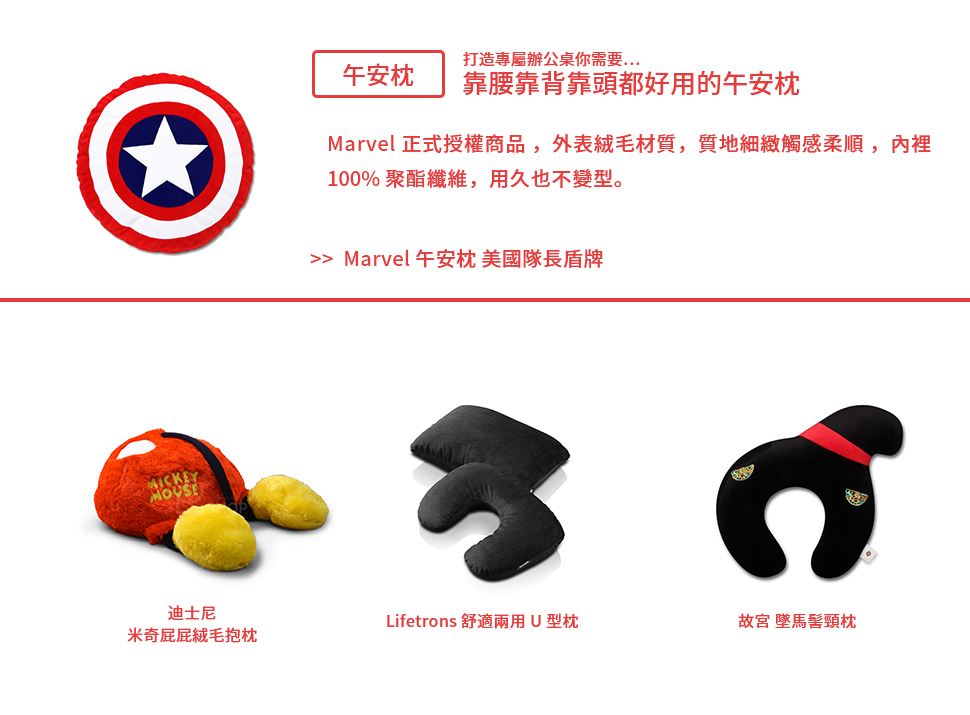 午安枕
打造專屬辦公桌你需要…
靠腰靠背靠頭都好用的午安枕
Marvel 正式授權商品 ，外表絨毛材質，質地細緻觸感柔順 ，內裡
100% 聚酯纖維，用久也不變型。
>> Marvel 午安枕 美國隊長盾牌
MICKEY
MOUSE
迪士尼
米奇屁屁絨毛抱枕
Lifetrons 舒適兩用 U 型枕
故宮 墜馬髻頸枕